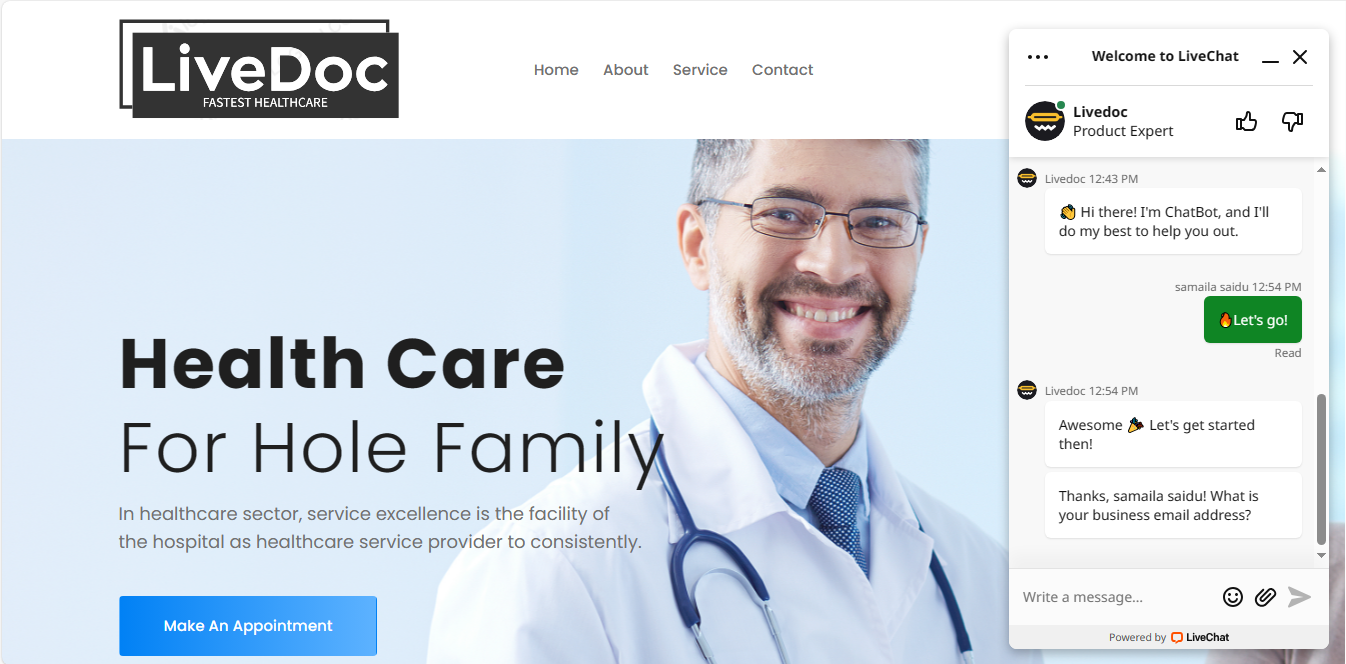 LiveDoc
FASTEST HEALTHCARE
Home About Service Contact
Health Care
For Hole Family
In healthcare sector, service excellence is the facility of
the hospital as healthcare service provider to consistently.
Make An Appointment
Welcome to LiveChat
Livedoc
Product Expert
Livedoc 12:43 PM
👋 Hi there! I'm ChatBot, and I'll
do my best to help you out.
samaila saidu 12:54 PM
🔥Let's go!
Read
Livedoc 12:54 PM
Awesome 🎉 Let's get started
then!
Thanks, samaila saidu! What is
your business email address?
Write a message...
Powered by LiveChat